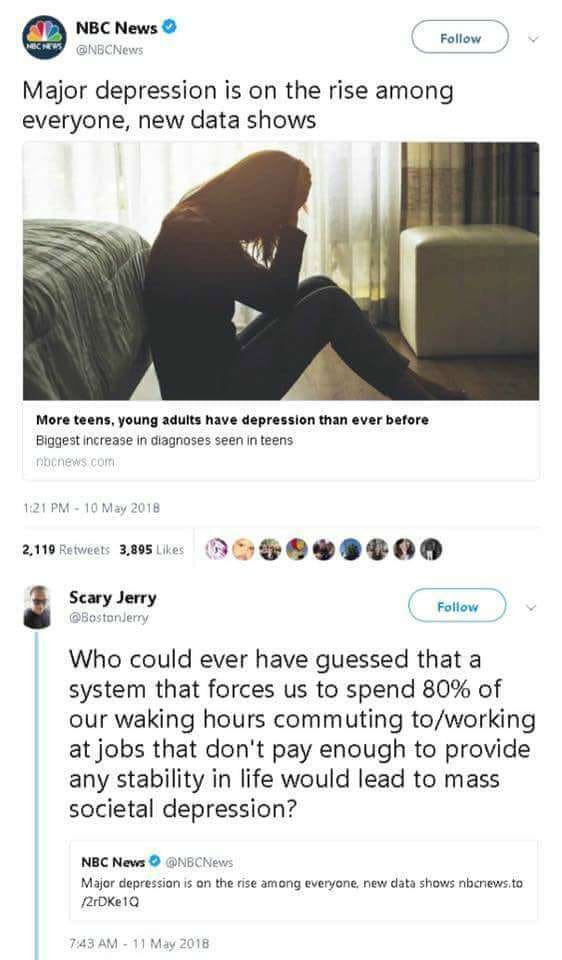 NBC News
NBC NEWS
@NBCNews
Follow
Major depression is on the rise among
everyone, new data shows
More teens, young adults have depression than ever before
Biggest increase in diagnoses seen in teens
nbcnews.com
1:21 PM - 10 May 2018
2,119 Retweets 3,895 Likes
Scary Jerry
@BostonJerry
Follow
Who could ever have guessed that a
system that forces us to spend 80% of
our waking hours commuting to/working
at jobs that don't pay enough to provide
any stability in life would lead to mass
societal depression?
NBC News @NBCNews
Major depression is on the rise among everyone, new data shows nbcnews.to
/2rDKe1Q
7:43 AM - 11 May 2018